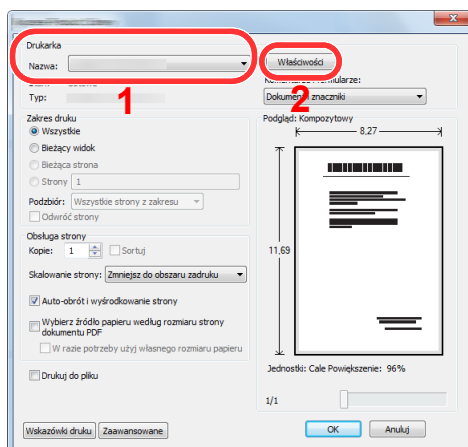 Drukarka
Nazwa:
Właściwości
Typ:
1
2
Dokument i znaczniki
Zakres druku
Wszystkie
Bieżący widok
Bieżąca strona
Strony 1
Podzbiór: Wszystkie strony z zakresu
Odwróć strony
Obsługa strony
Kopie: 1 Sortuj
Skalowanie strony: Zmniejsz do obszaru zadruku
Auto-obrót i wyśrodkowanie strony
Wybierz źródło papieru według rozmiaru strony
dokumentu PDF
W razie potrzeby użyj własnego rozmiaru papieru
Drukuj do pliku
Podgląd: Kompozytowy
8,27
11,69
Jednostki: Cale Powiększenie: 96%
1/1
Wskazówki druku Zaawansowane
OK Anuluj